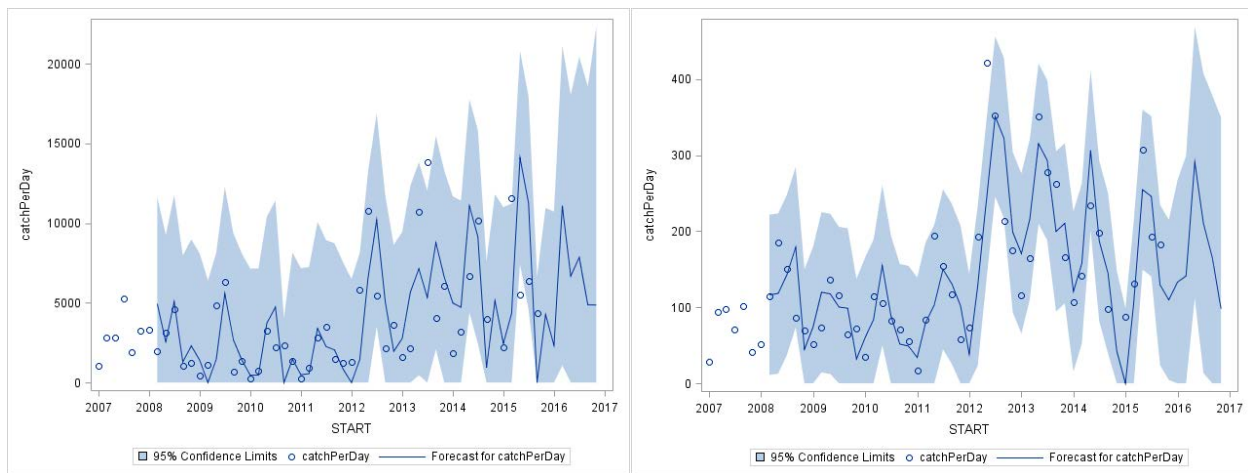 20000
15000
10000
5000
0
catchPerDay
2007 2008 2009 2010 2011 2012 2013 2014 2015 2016 2017
START
95% Confidence Limits catchPerDay Forecast for catchPerDay
400
300
200
100
0
catchPerDay
2007 2008 2009 2010 2011 2012 2013 2014 2015 2016 2017
START
95% Confidence Limits catchPerDay Forecast for catchPerDay